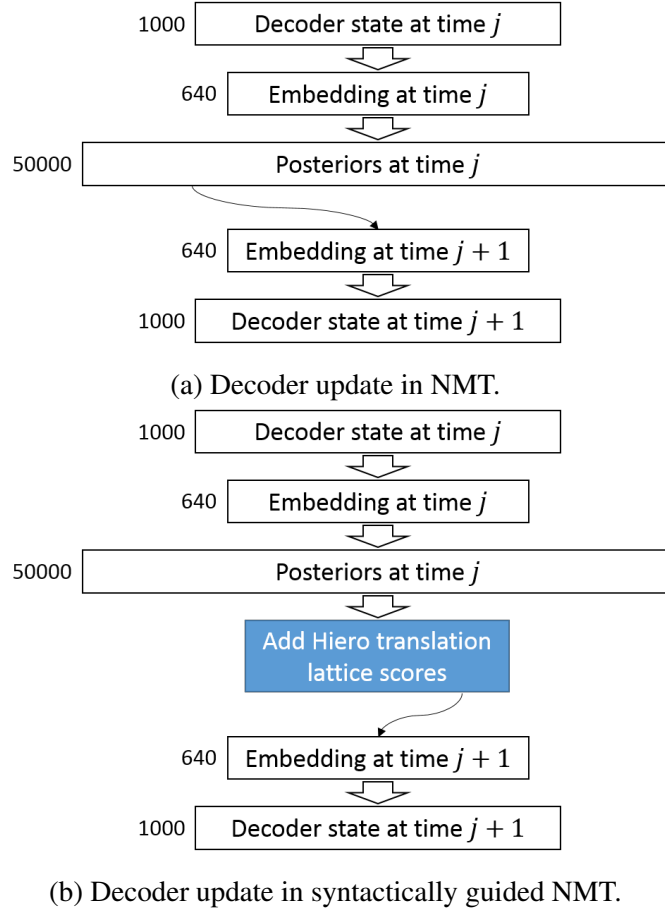 1000 Decoder state at time j
640 Embedding at time j
50000 Posteriors at time j
640 Embedding at time j + 1
1000 Decoder state at time j + 1
(a) Decoder update in NMT.
1000 Decoder state at time j
640 Embedding at time j
50000 Posteriors at time j
Add Hiero translation
lattice scores
640 Embedding at time j + 1
1000 Decoder state at time j + 1
(b) Decoder update in syntactically guided NMT.